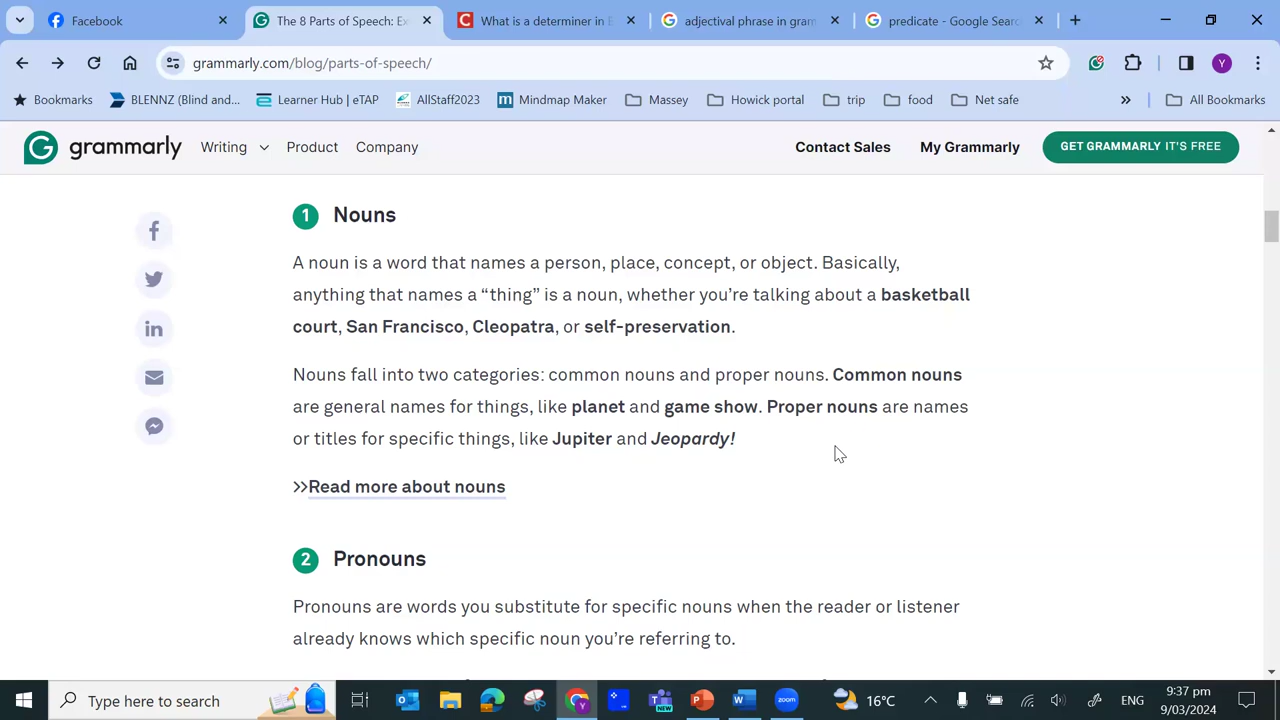 Facebook
The 8 Parts of Speech: Ex
What is a determiner in E
adjectival phrase in gram
predicate - Google Searc
grammarly.com/blog/parts-of-speech/
Bookmarks
BLENNZ (Blind and...
Learner Hub | eTAP
AllStaff2023
Mindmap Maker
Massey
Howick portal
trip
food
Net safe
»
All Bookmarks
grammarly
Writing
Product
Company
Contact Sales
My Grammarly
GET GRAMMARLY IT'S FREE
1 Nouns
A noun is a word that names a person, place, concept, or object. Basically,
anything that names a “thing” is a noun, whether you’re talking about a basketball
court, San Francisco, Cleopatra, or self-preservation.
Nouns fall into two categories: common nouns and proper nouns. Common nouns
are general names for things, like planet and game show. Proper nouns are names
or titles for specific things, like Jupiter and Jeopardy!
>>Read more about nouns
2 Pronouns
Pronouns are words you substitute for specific nouns when the reader or listener
already knows which specific noun you’re referring to.
Type here to search
16°C
ENG
9:37 pm
9/03/2024